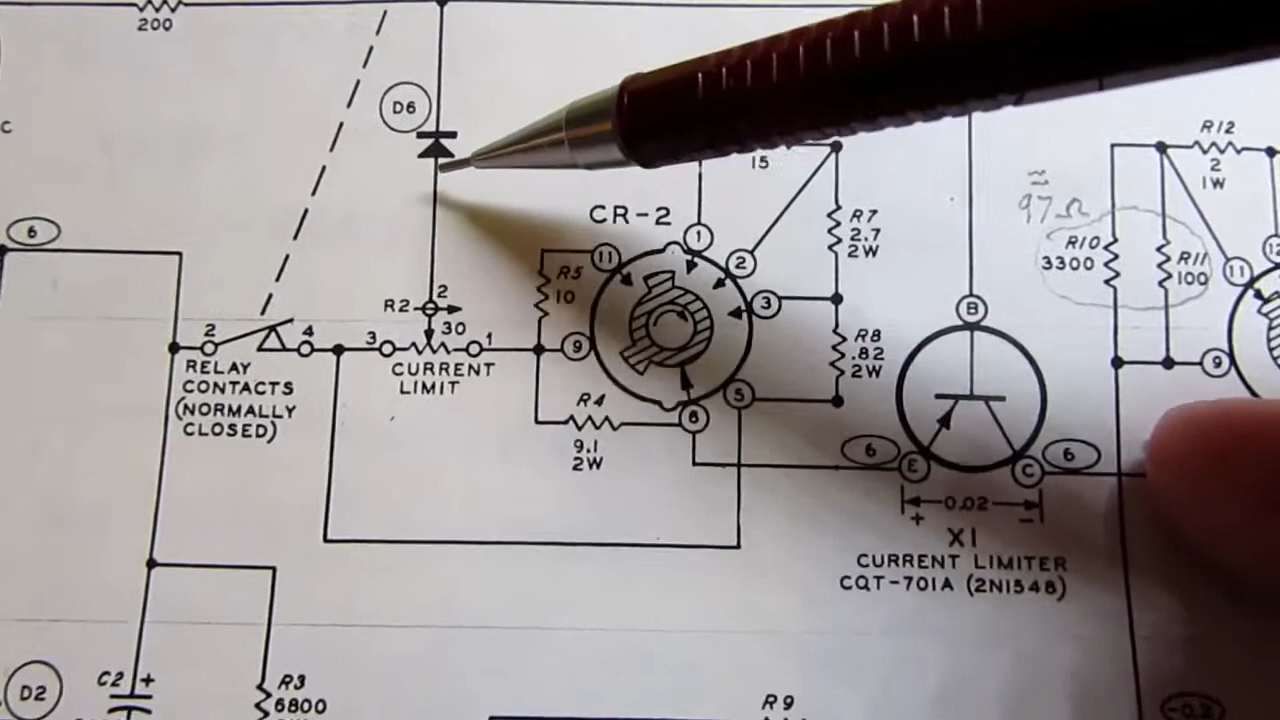 200
D6
C
6
15
R12
2
1W
≈
97Ω
CR-2
1
2
3
11
R5
10
9
R7
2.7
2W
R10
3300
R11
100
11
12
R2
2
30
3
1
2
4
RELAY
CONTACTS
(NORMALLY
CLOSED)
CURRENT
LIMIT
R8
.82
2W
B
9
R4
9.1
2W
6
5
6
E
C
6
0.02
+ −
X1
CURRENT LIMITER
CQT-701A (2N1548)
D2
C2 +
R3
6800
R9